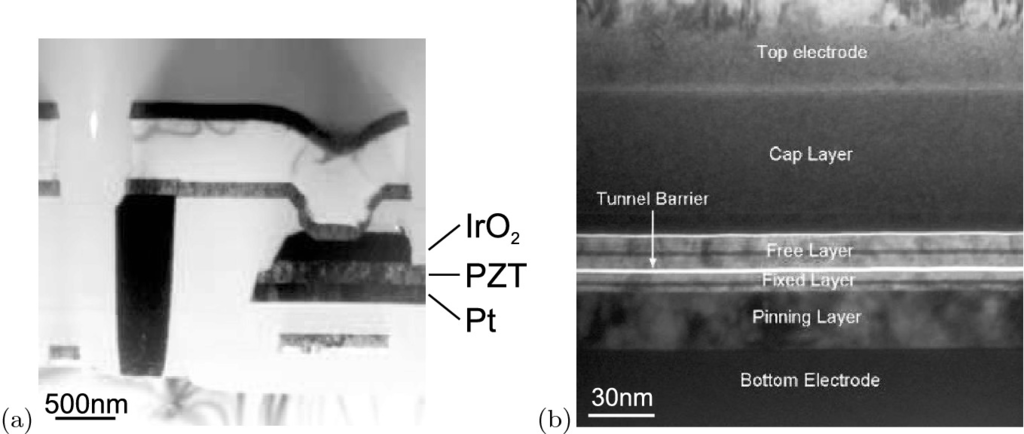 IrO2
PZT
Pt
(a) 500nm
Top electrode
Cap Layer
Tunnel Barrier
Free Layer
Fixed Layer
Pinning Layer
Bottom Electrode
(b) 30nm